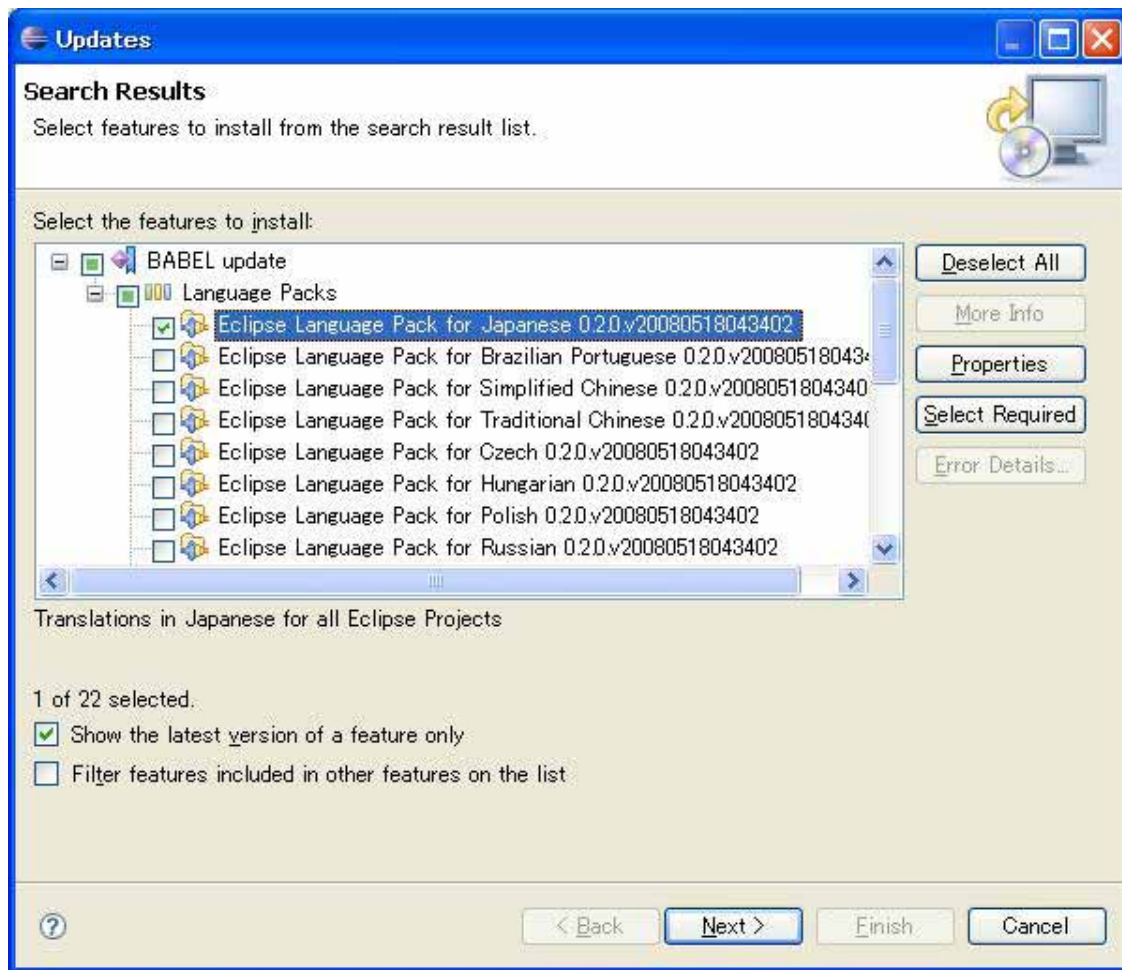 Updates
Search Results
Select features to install from the search result list.
Select the features to install:
BABEL update
Language Packs
Eclipse Language Pack for Japanese 0.2.0.v20080518043402
Eclipse Language Pack for Brazilian Portuguese 0.2.0.v200805180434
Eclipse Language Pack for Simplified Chinese 0.2.0.v2008051804340
Eclipse Language Pack for Traditional Chinese 0.2.0.v200805180434
Eclipse Language Pack for Czech 0.2.0.v20080518043402
Eclipse Language Pack for Hungarian 0.2.0.v20080518043402
Eclipse Language Pack for Polish 0.2.0.v20080518043402
Eclipse Language Pack for Russian 0.2.0.v20080518043402
Deselect All
More Info
Properties
Select Required
Error Details...
Translations in Japanese for all Eclipse Projects
1 of 22 selected.
Show the latest version of a feature only
Filter features included in other features on the list
?
< Back
Next >
Finish
Cancel